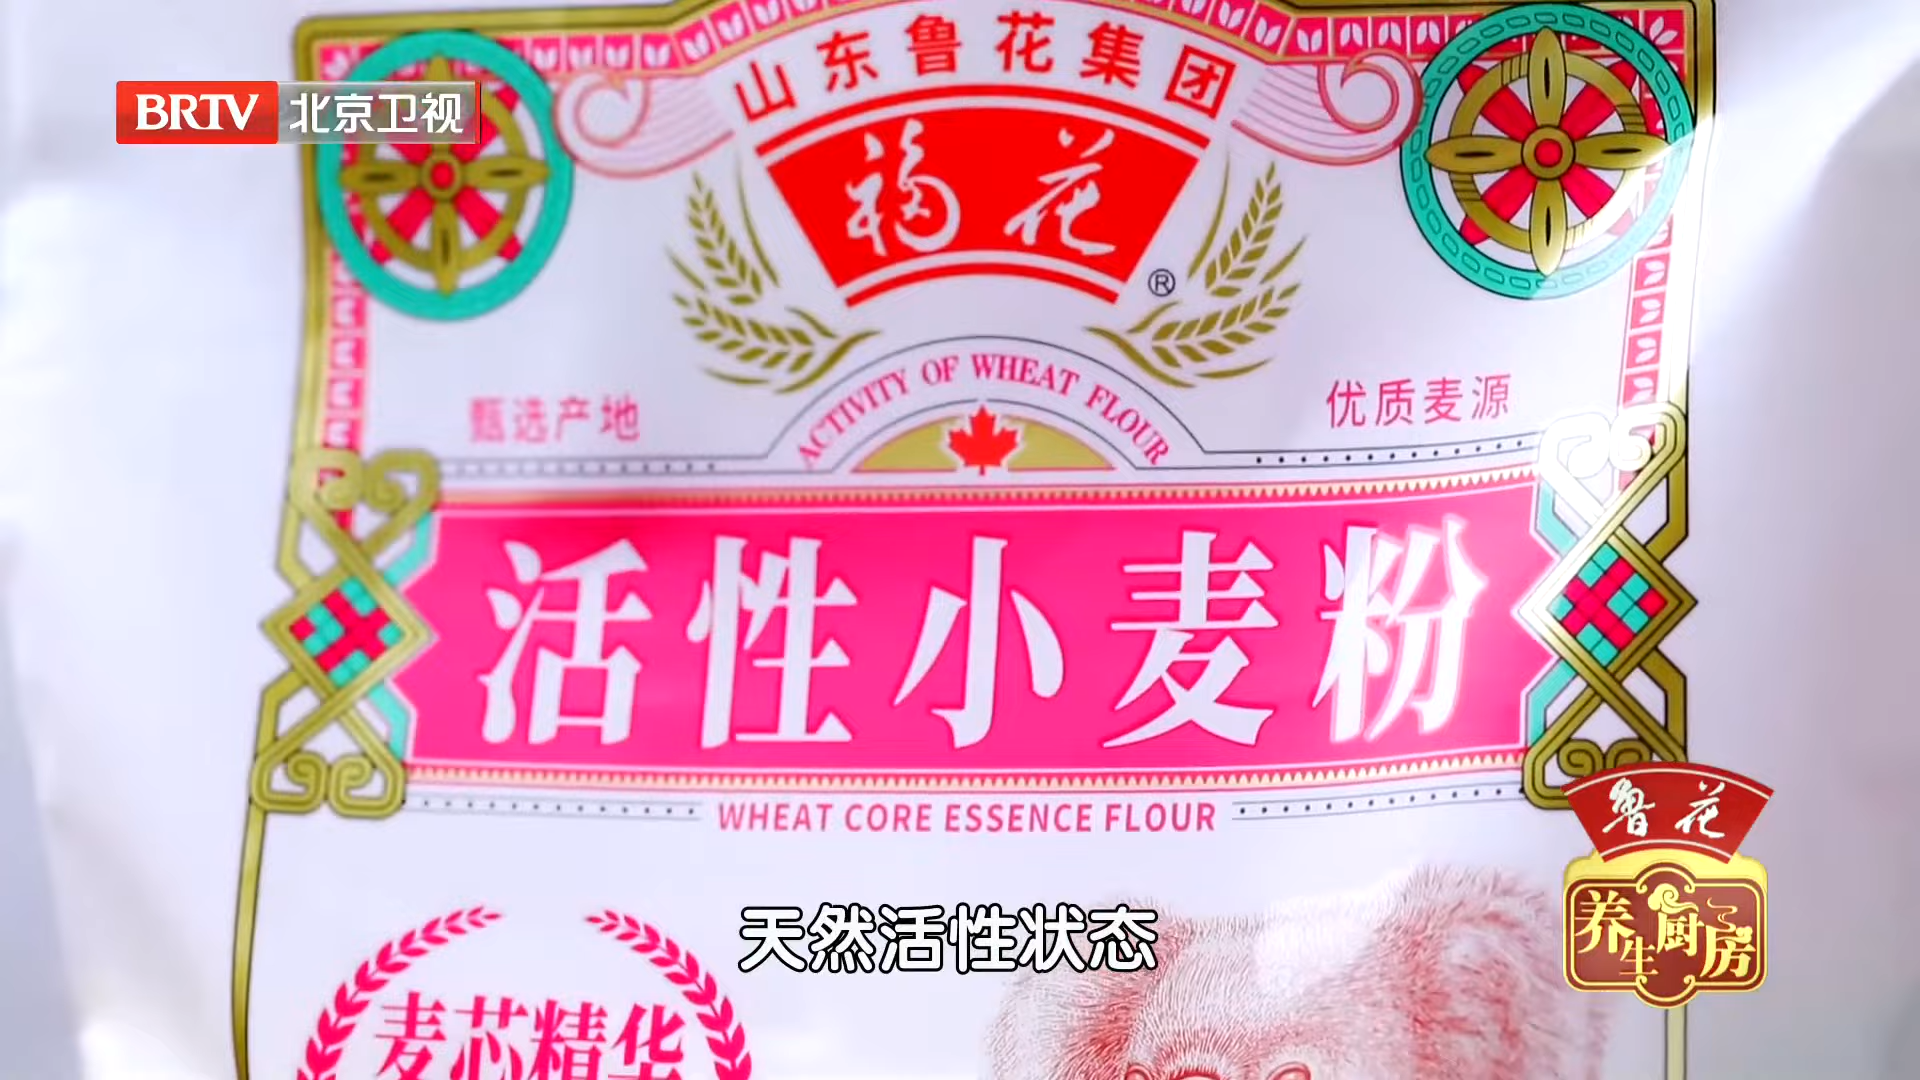 BRTV 北京卫视
山东鲁花集团
福花
®
ACTIVITY OF WHEAT FLOUR
甄选产地
优质麦源
活性小麦粉
WHEAT CORE ESSENCE FLOUR
鲁花
养生厨房
天然活性状态
麦芯精华